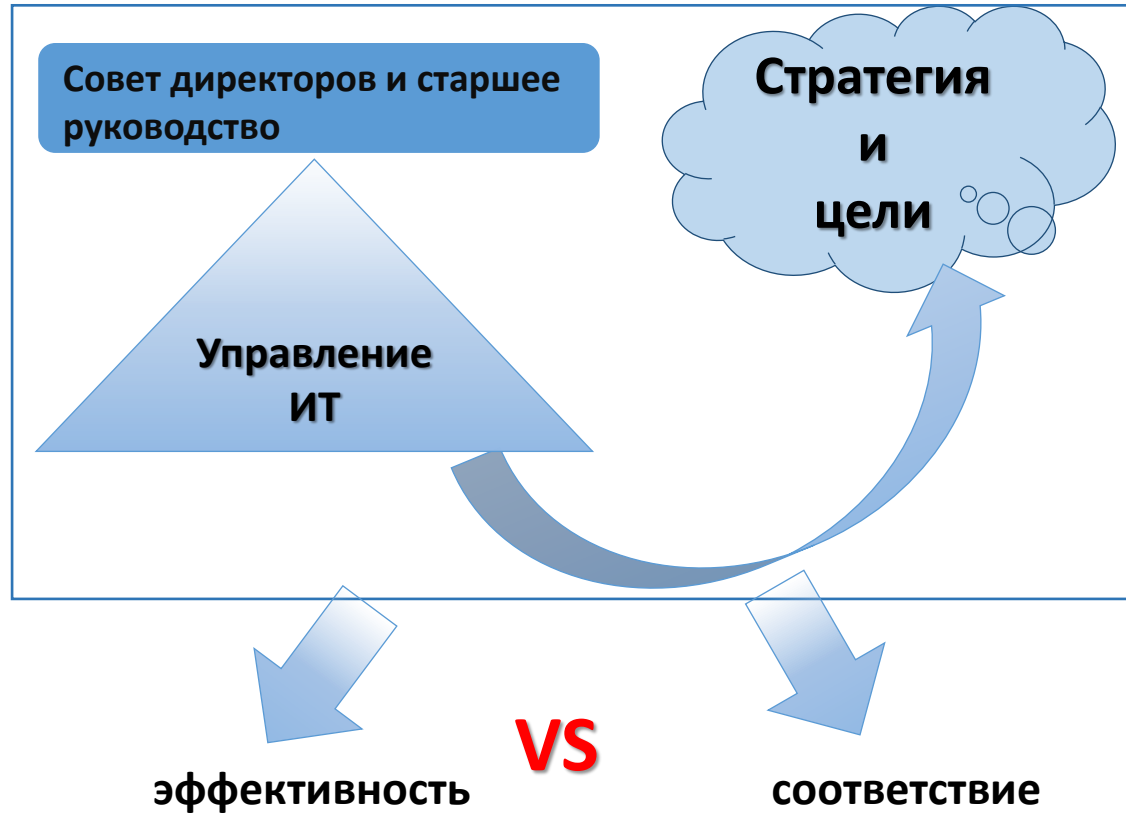 Совет директоров и старшее
руководство
Стратегия
и
цели
Управление
ИТ
VS
эффективность
соответствие